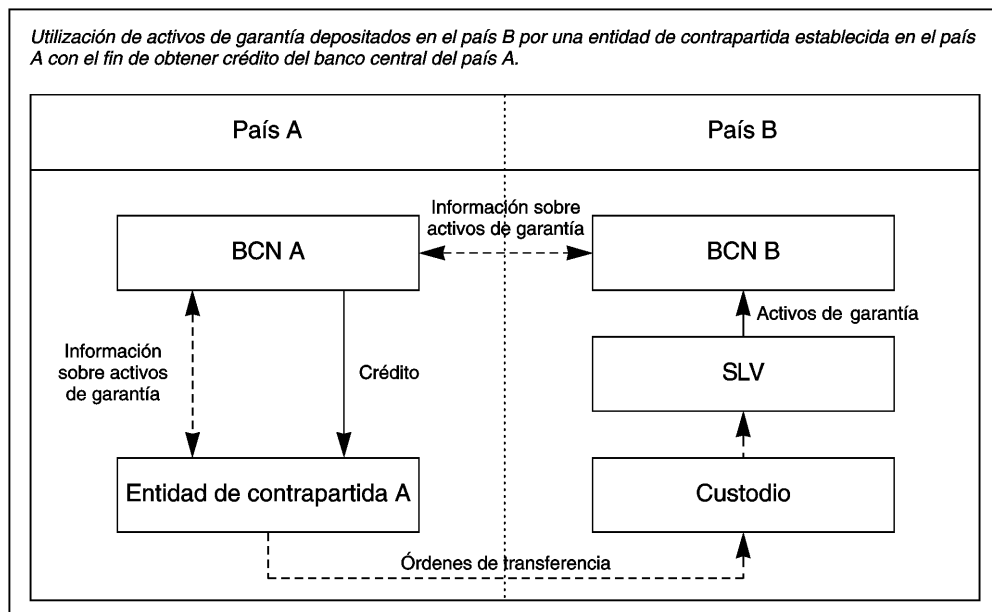 Utilización de activos de garantía depositados en el país B por una entidad de contrapartida establecida en el país
A con el fin de obtener crédito del banco central del país A.
País A
País B
Información sobre
activos de garantía
BCN A
BCN B
Activos de garantía
Información
sobre activos
de garantía
Crédito
SLV
Entidad de contrapartida A
Custodio
Órdenes de transferencia